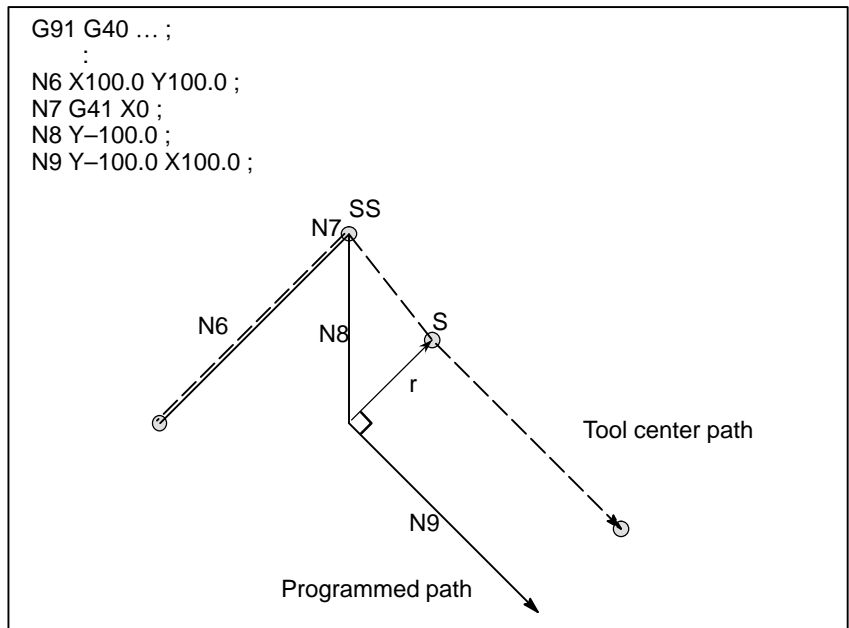 G91 G40 … ;
:
N6 X100.0 Y100.0 ;
N7 G41 X0 ;
N8 Y–100.0 ;
N9 Y–100.0 X100.0 ;
SS
N7
N6
N8
S
r
Tool center path
N9
Programmed path